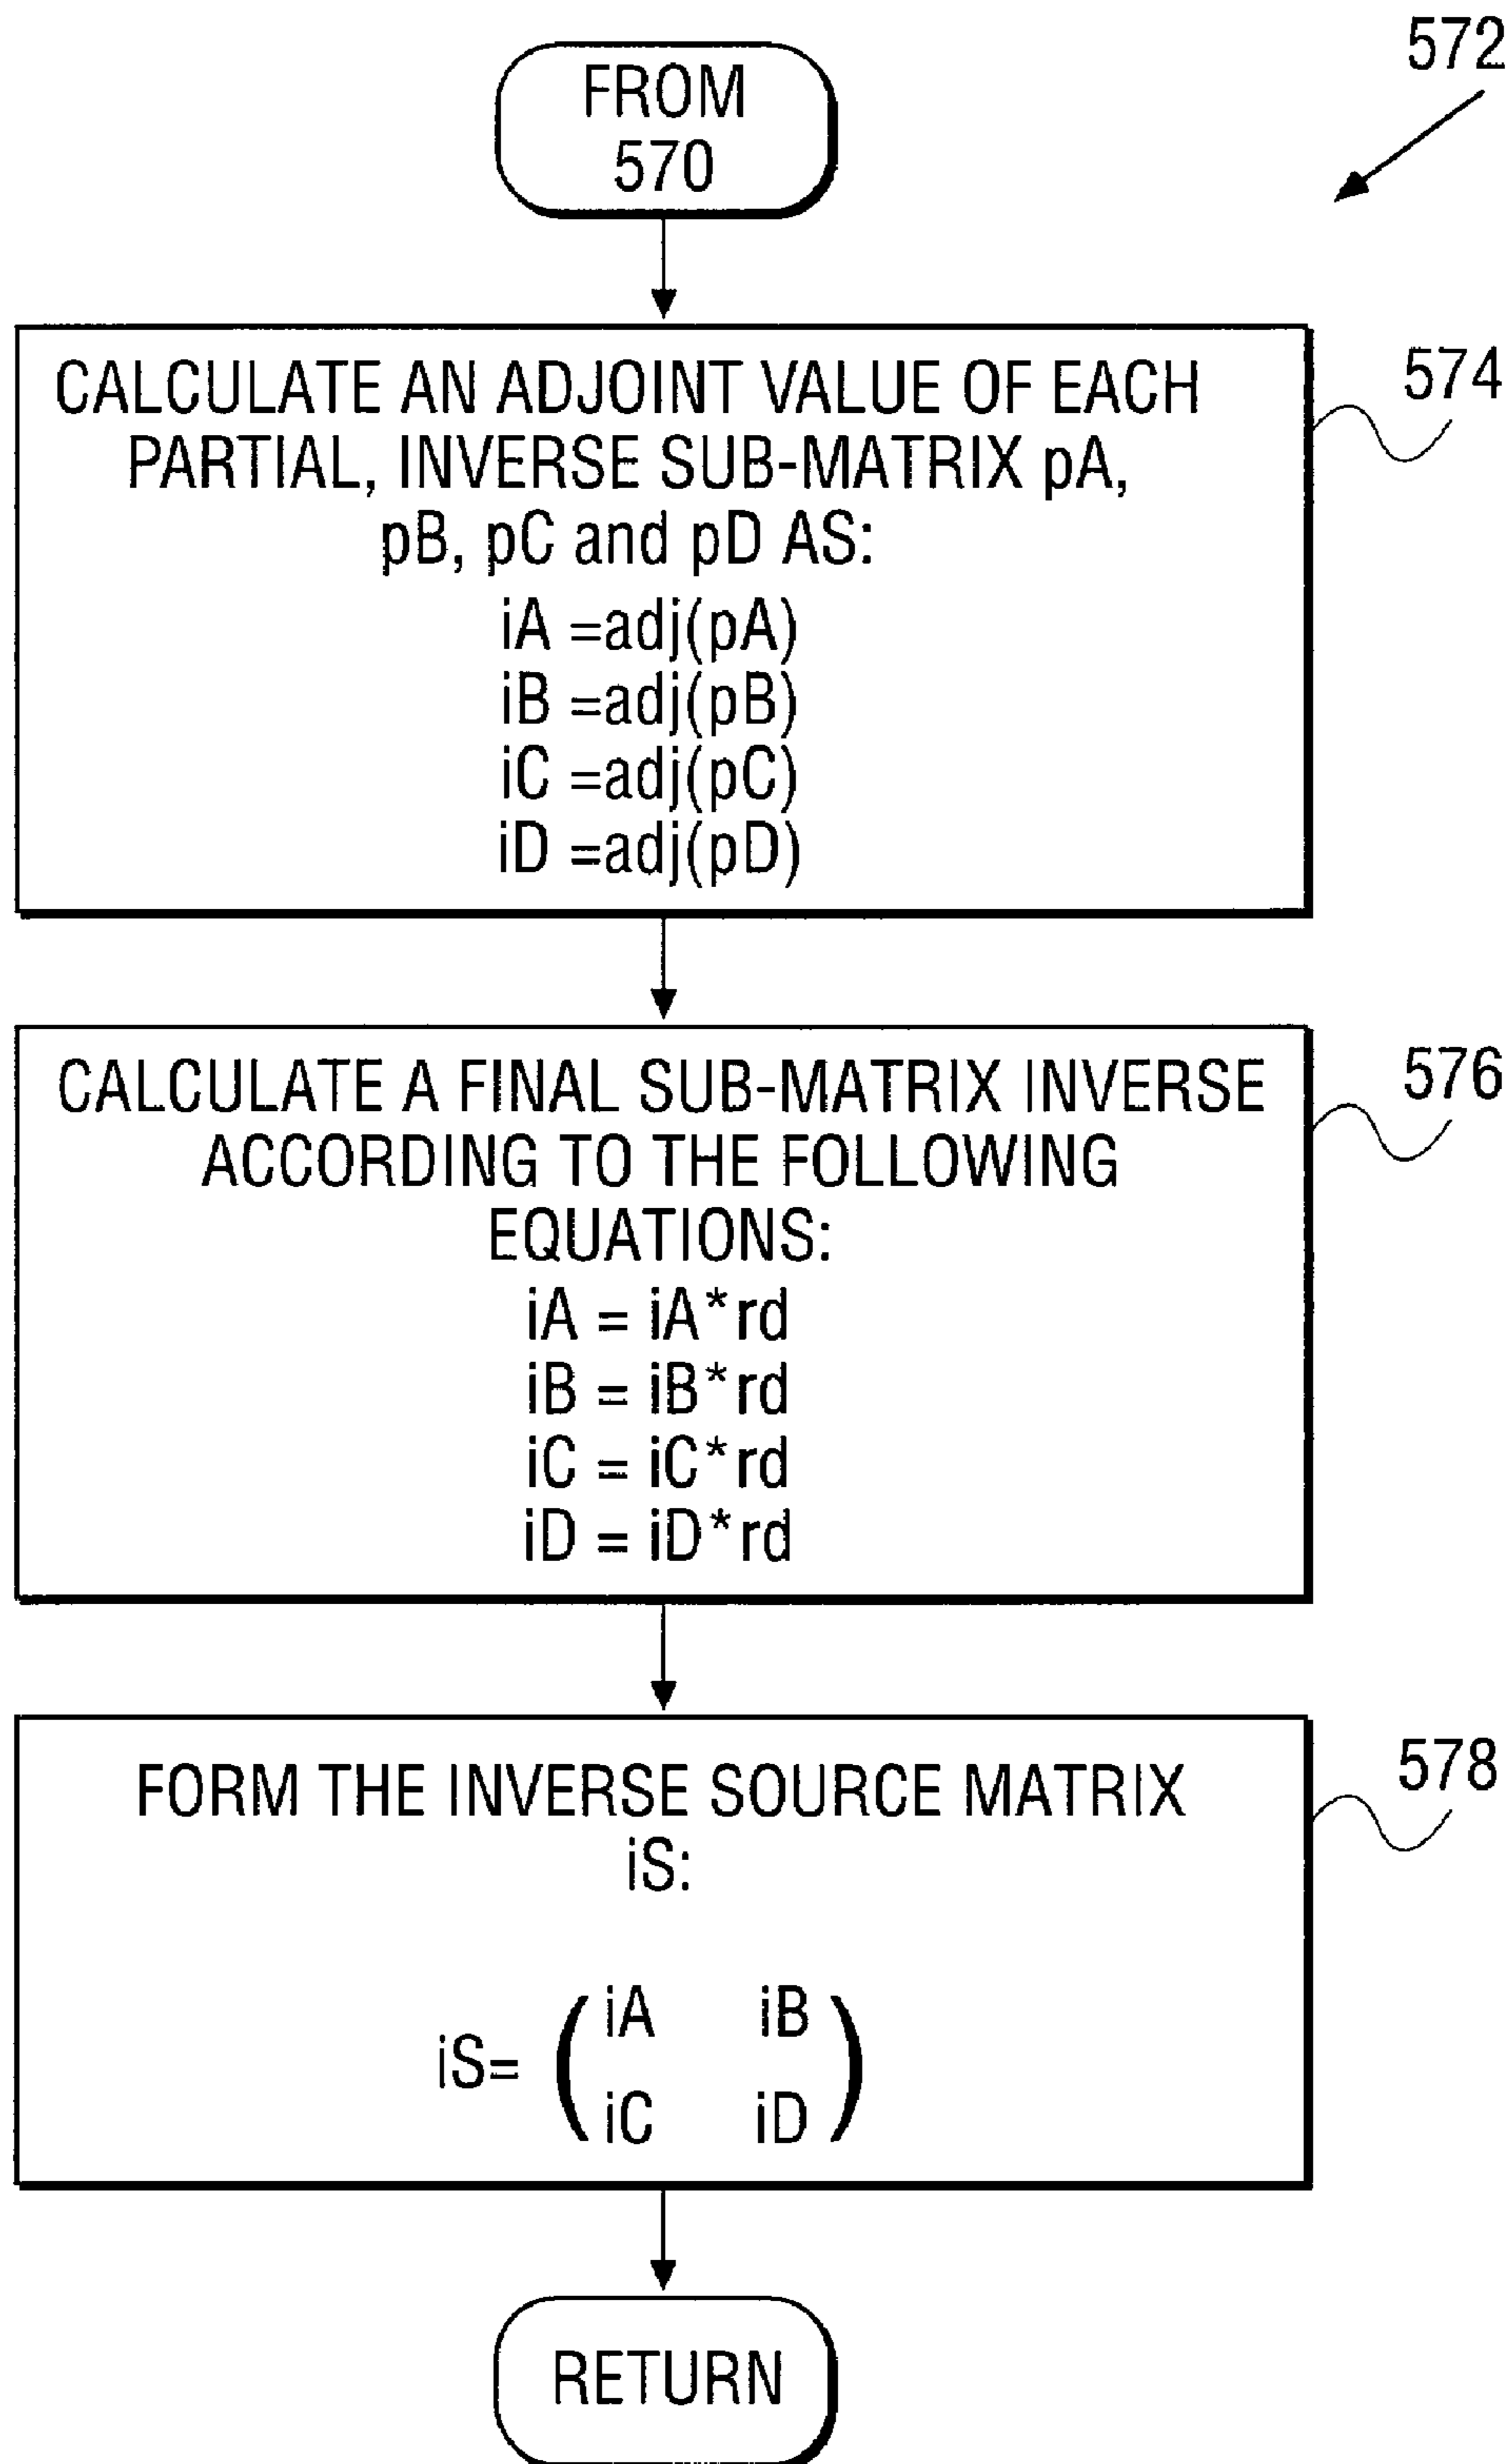 572
FROM
570
CALCULATE AN ADJOINT VALUE OF EACH
PARTIAL, INVERSE SUB-MATRIX pA,
pB, pC and pD AS:
iA =adj(pA)
iB =adj(pB)
iC =adj(pC)
iD =adj(pD)
574
CALCULATE A FINAL SUB-MATRIX INVERSE
ACCORDING TO THE FOLLOWING
EQUATIONS:
iA = iA*rd
iB = iB*rd
iC = iC*rd
iD = iD*rd
576
FORM THE INVERSE SOURCE MATRIX
iS:
578
iA iB
iS= ( )
iC iD
RETURN